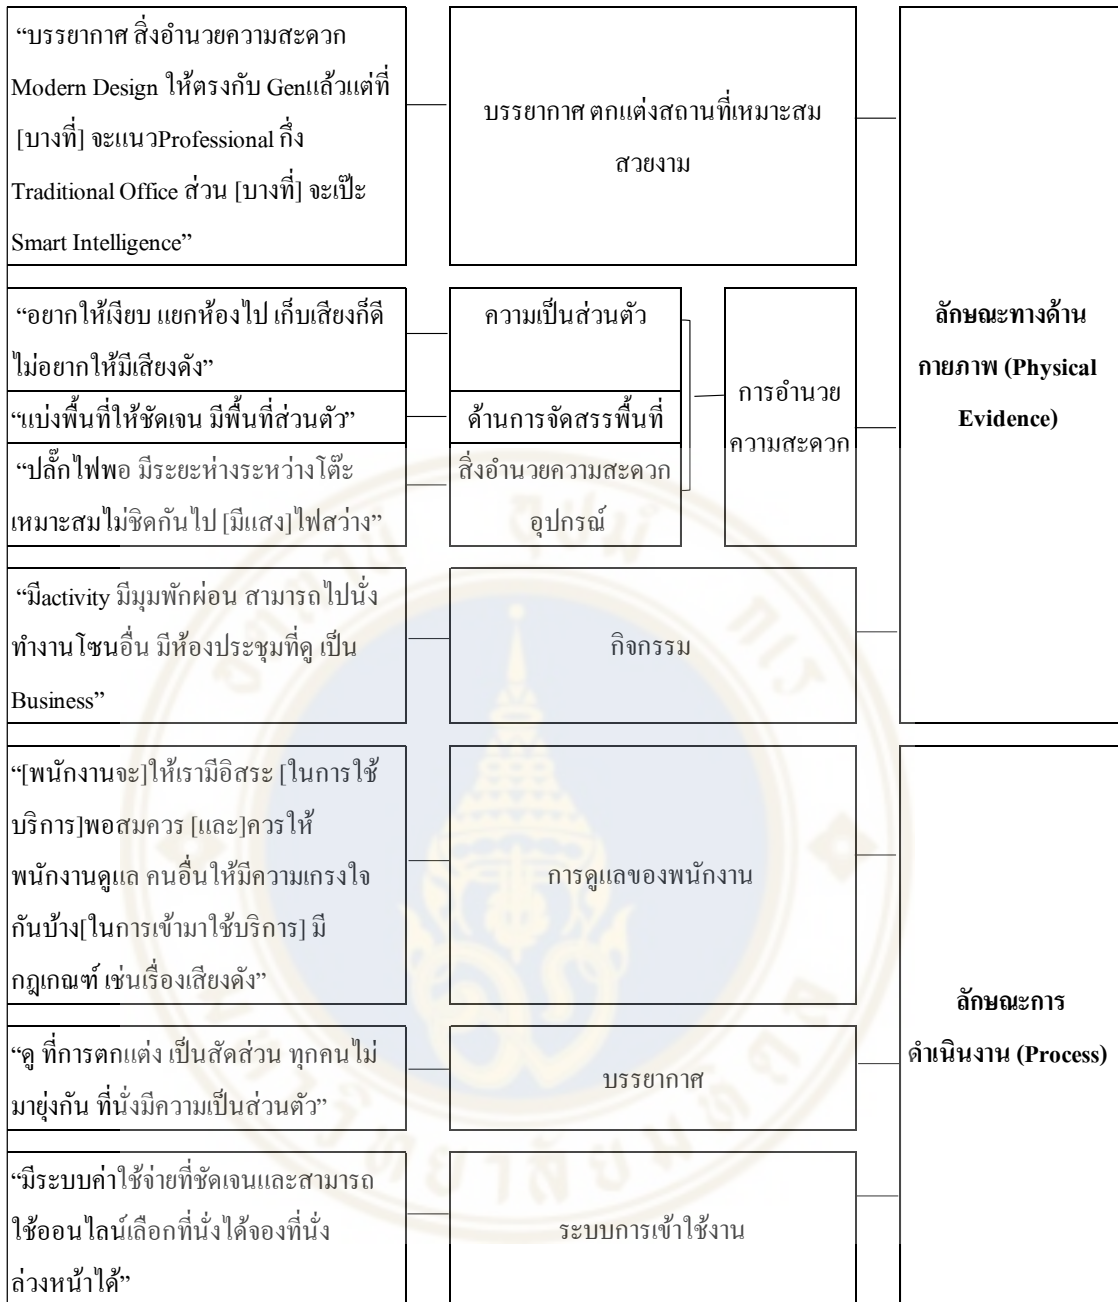 “บรรยากาศ สิ่งอำนวยความสะดวก
Modern Design ให้ตรงกับ Genแล้วแต่ที่
[บางที่] จะแนวProfessional กึ่ง
Traditional Office ส่วน [บางที่] จะเป๊ะ
Smart Intelligence”
บรรยากาศ ตกแต่งสถานที่เหมาะสม
สวยงาม
“อยากให้เงียบ แยกห้องไป เก็บเสียงก็ดี
ไม่อยากให้มีเสียงดัง”
ความเป็นส่วนตัว
“แบ่งพื้นที่ให้ชัดเจน มีพื้นที่ส่วนตัว”
ด้านการจัดสรรพื้นที่
“ปลั๊กไฟพอ มีระยะห่างระหว่างโต๊ะ
เหมาะสมไม่ชิดกันไป [มีแสง]ไฟสว่าง”
สิ่งอำนวยความสะดวก
อุปกรณ์
การอำนวย
ความสะดวก
“มีactivity มีมุมพักผ่อน สามารถไปนั่ง
ทำงานโซนอื่น มีห้องประชุมที่ดู เป็น
Business”
กิจกรรม
ลักษณะทางด้าน
กายภาพ (Physical
Evidence)
“[พนักงานจะ]ให้เรามีอิสระ [ในการใช้
บริการ]พอสมควร [และ]ควรให้
พนักงานดูแล คนอื่นให้มีความเกรงใจ
กันบ้าง[ในการเข้ามาใช้บริการ] มี
กฎเกณฑ์ เช่นเรื่องเสียงดัง”
การดูแลของพนักงาน
“ดู ที่การตกแต่ง เป็นสัดส่วน ทุกคนไม่
มายุ่งกัน ที่นั่งมีความเป็นส่วนตัว”
บรรยากาศ
“มีระบบค่าใช้จ่ายที่ชัดเจนและสามารถ
ใช้ออนไลน์เลือกที่นั่งได้จองที่นั่ง
ล่วงหน้าได้”
ระบบการเข้าใช้งาน
ลักษณะการ
ดำเนินงาน (Process)